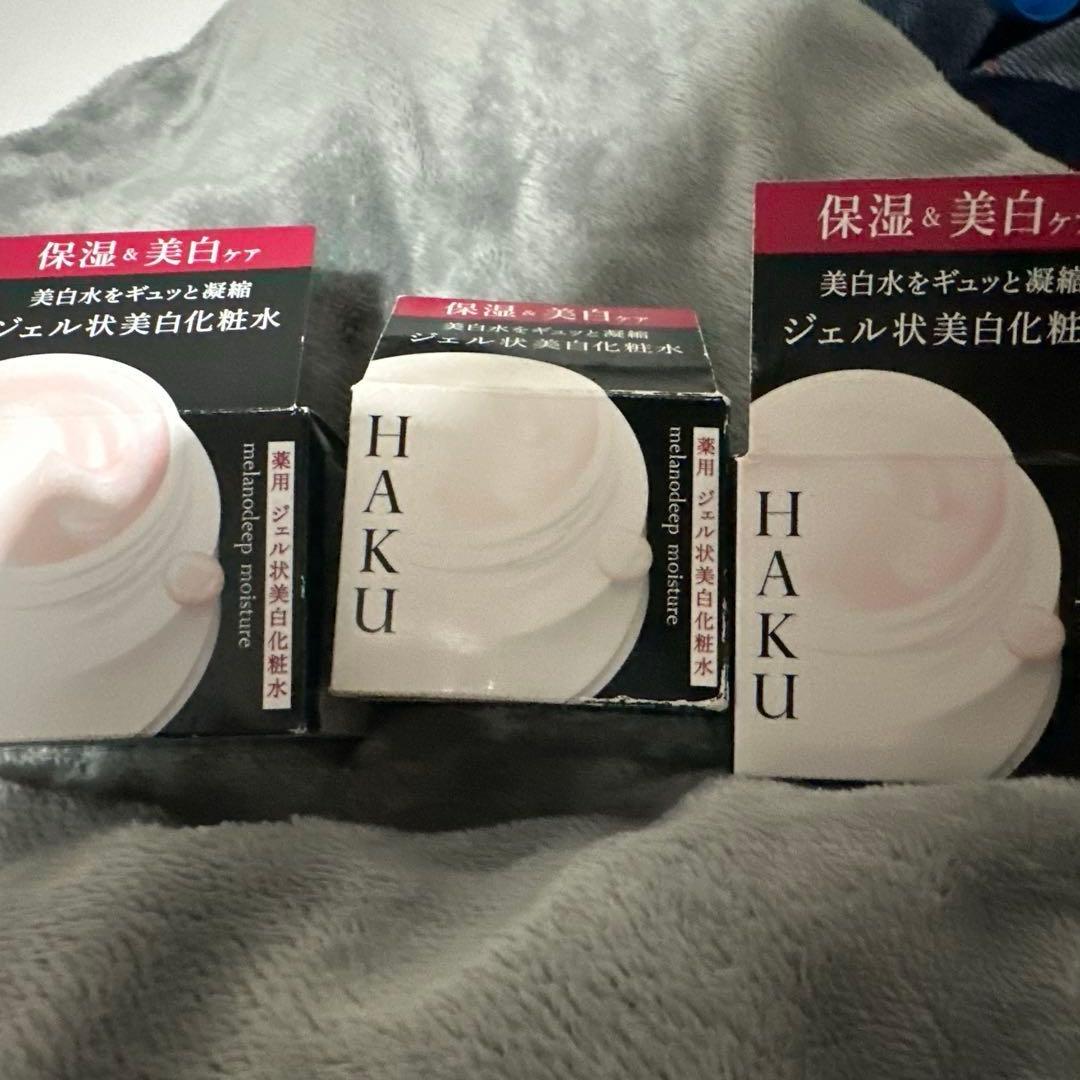 保湿&美白ケア
美白水をギュッと凝縮
ジェル状美白化粧水
melanodeep moisture
薬用 ジェル状美白化粧水
保湿&美白ケア
美白水をギュッと凝縮
ジェル状美白化粧水
HAKU
melanodeep moisture
薬用 ジェル状美白化粧水
保湿&美白ケア
美白水をギュッと凝縮
ジェル状美白化粧
HAKU